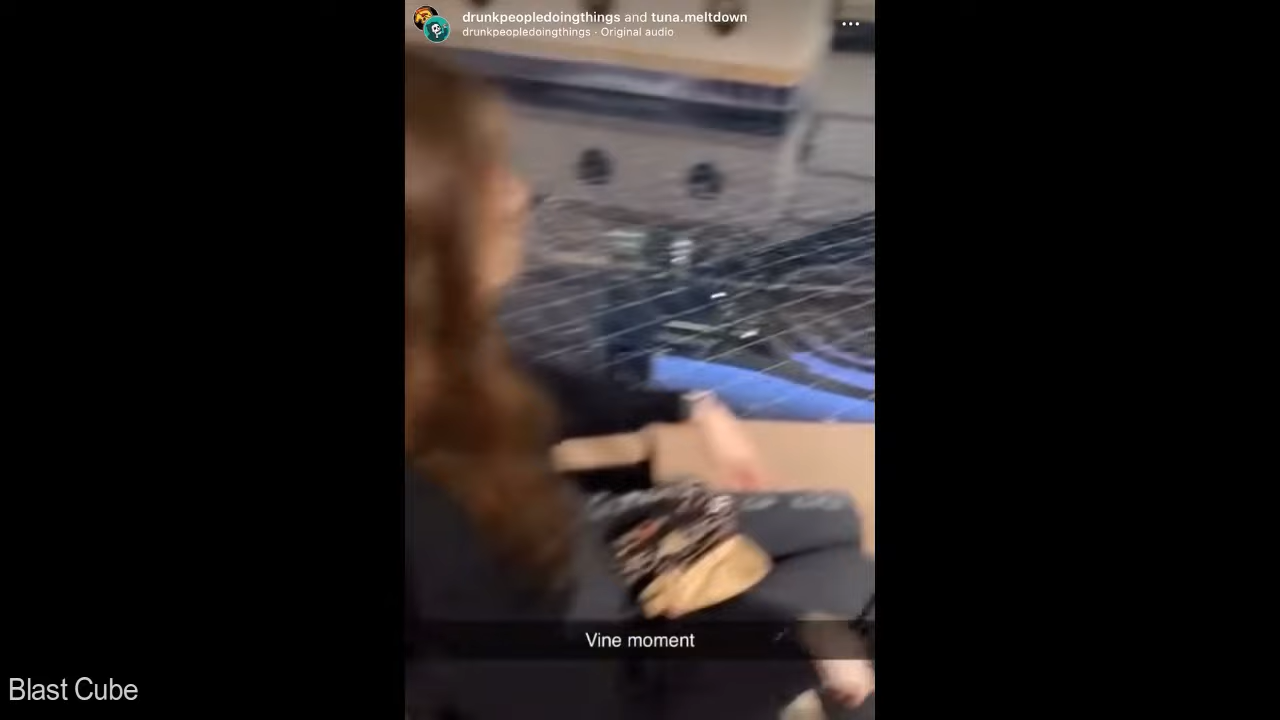 drunkpeopledoingthings and tuna.meltdown
drunkpeopledoingthings · Original audio
Vine moment
Blast Cube